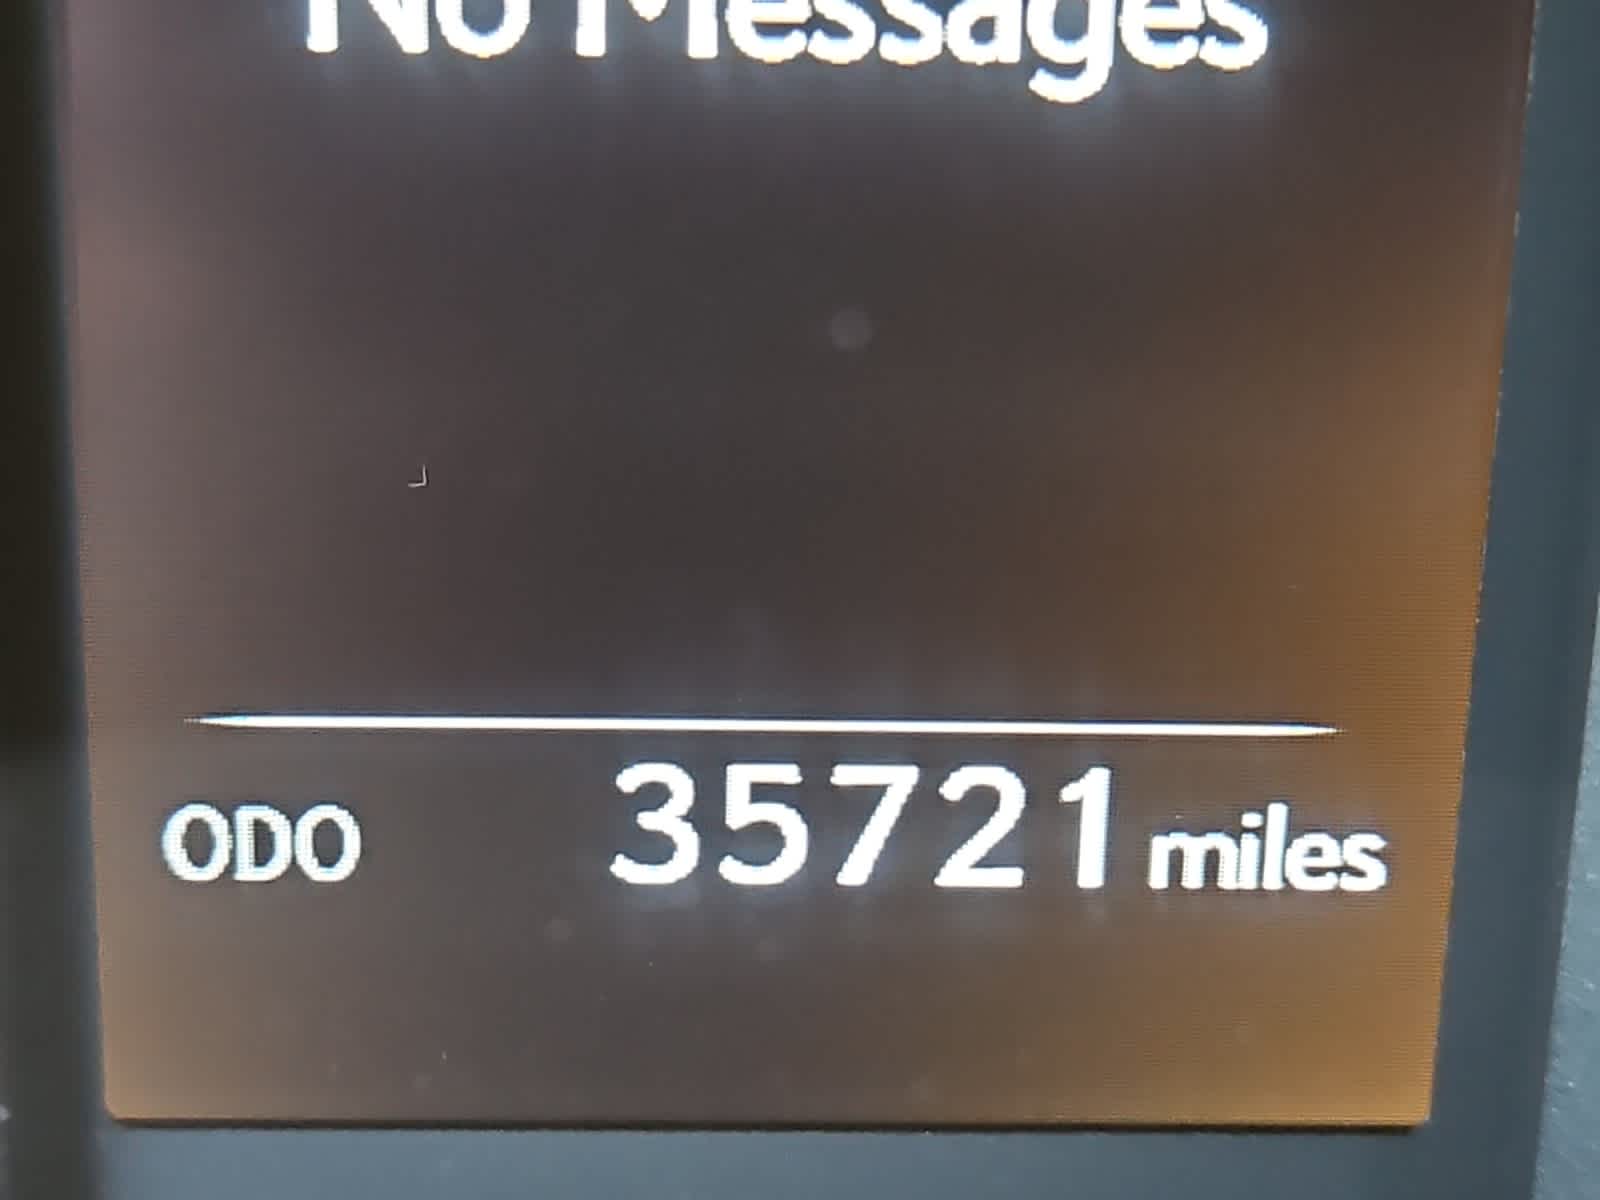 No Messages
ODO 35721 miles